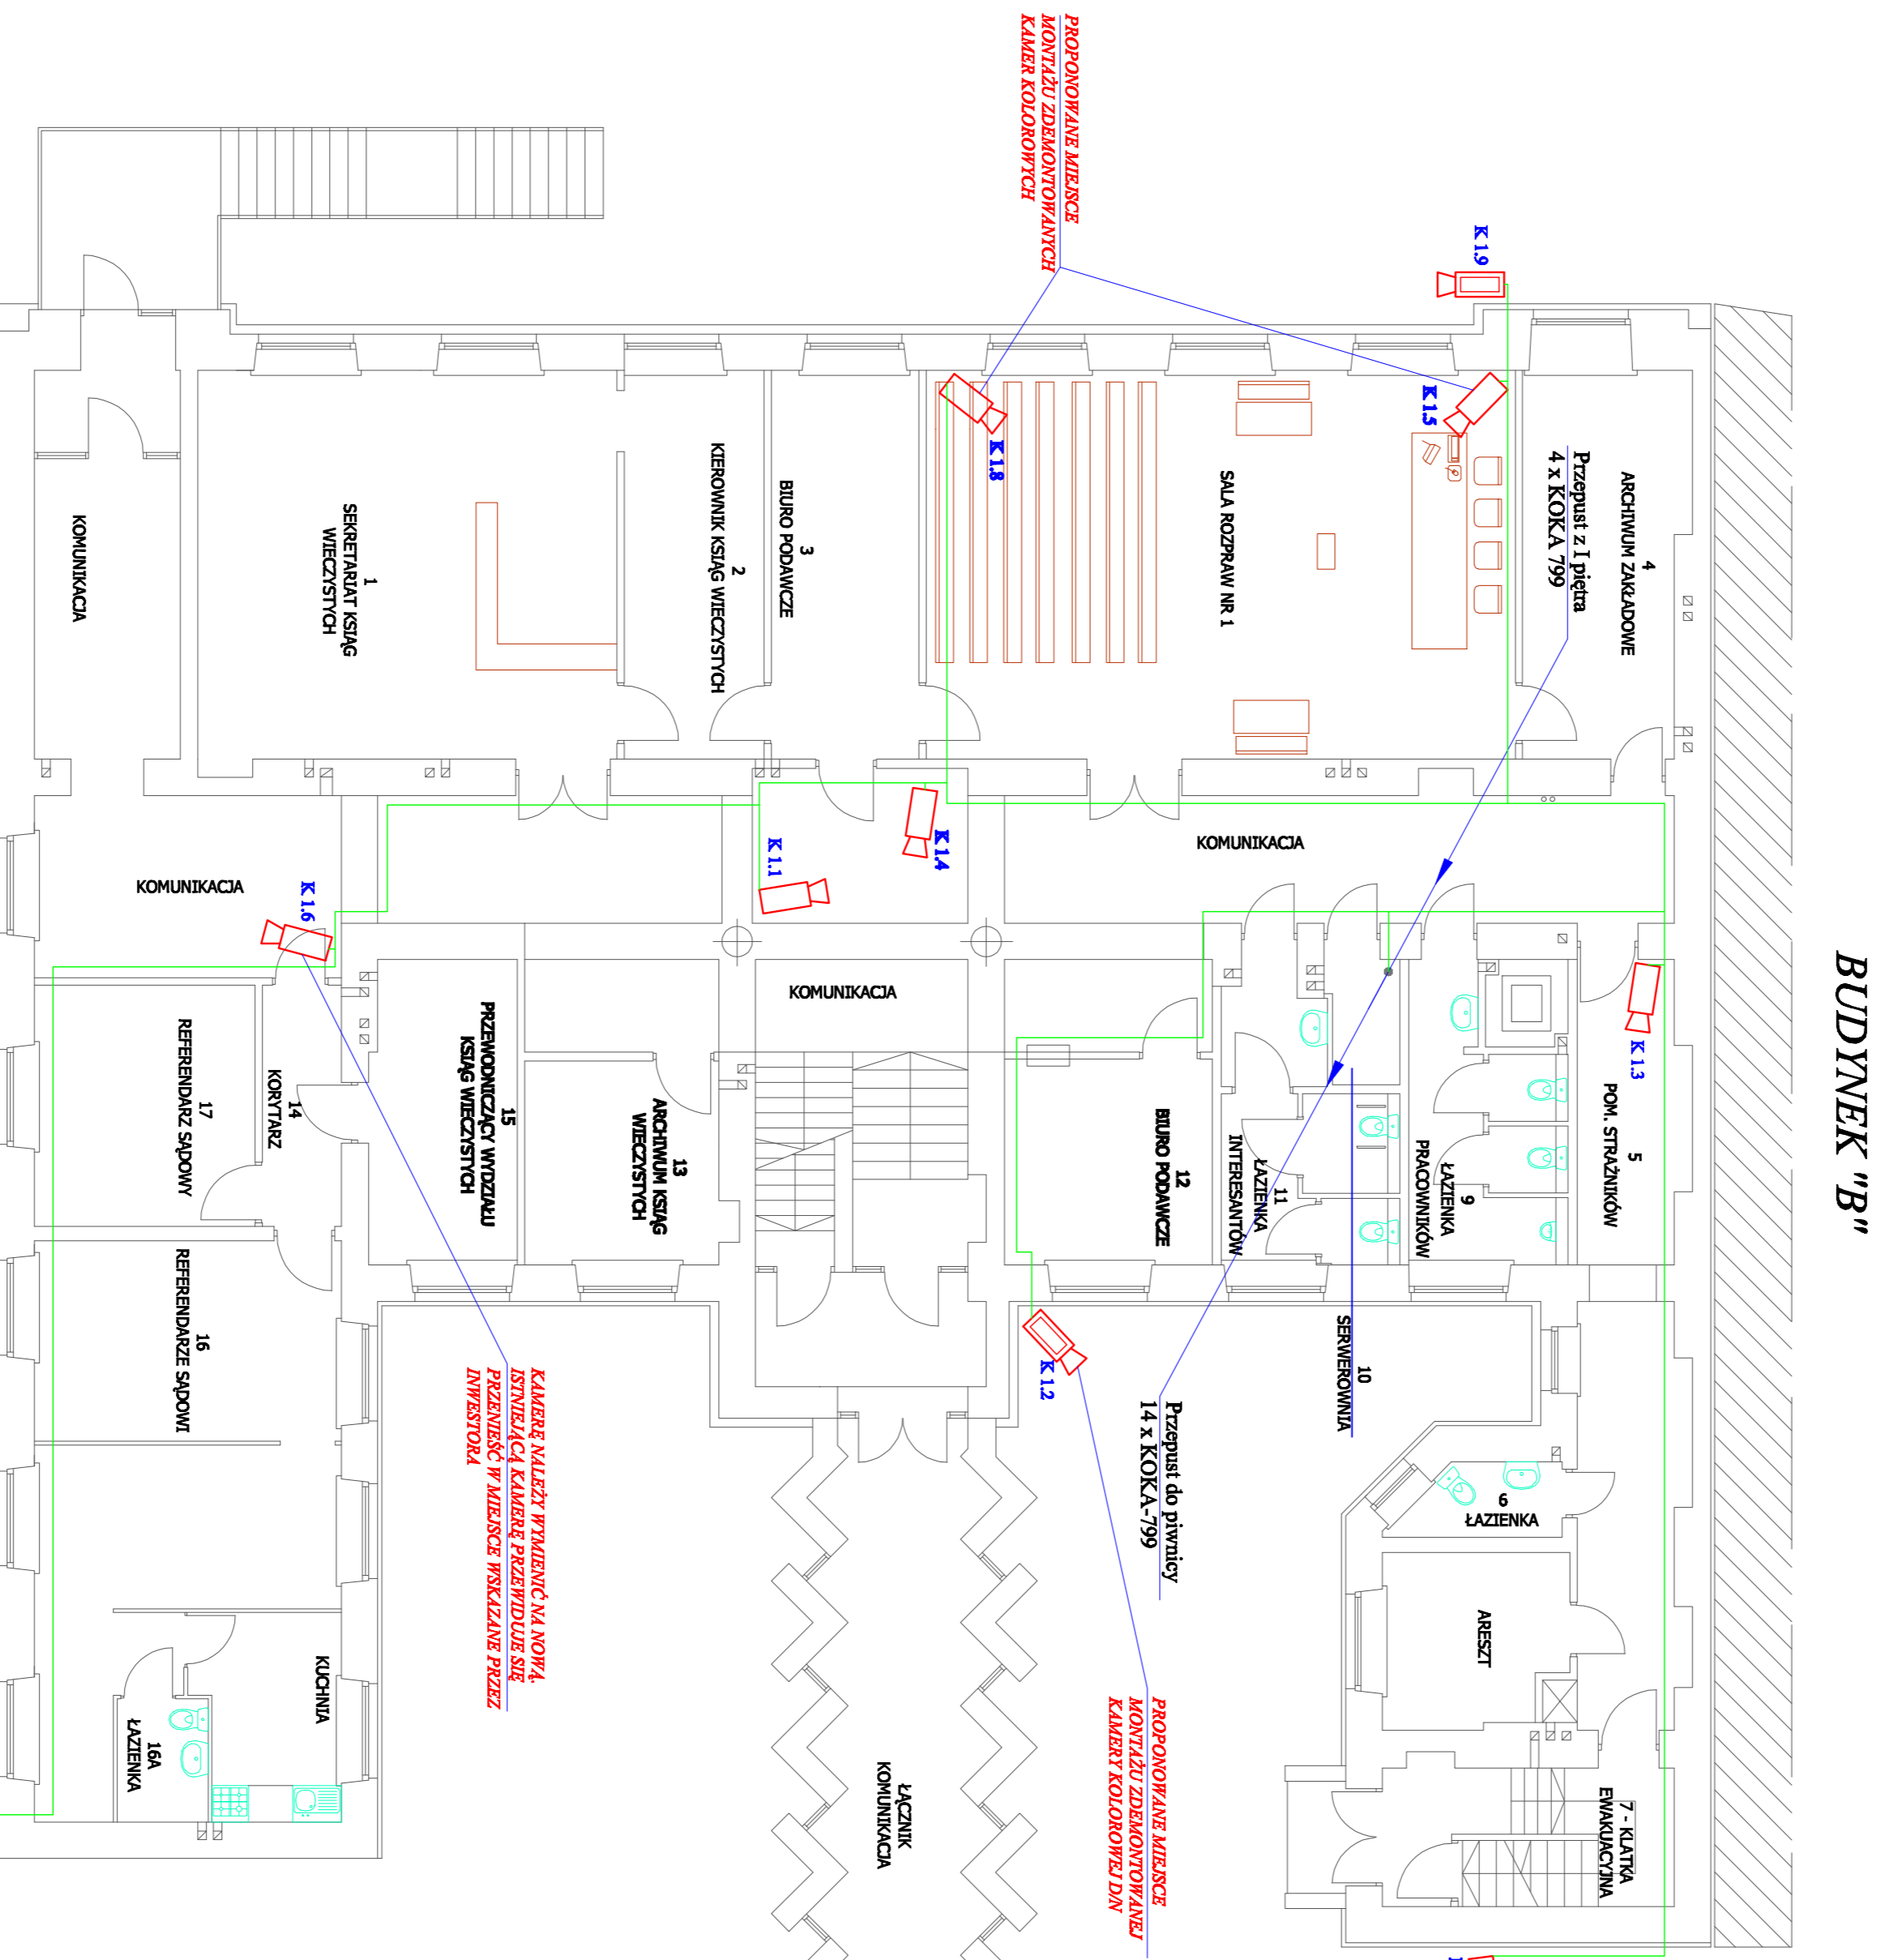 BUDYNEK "B"
PROPONOWANE MIEJSCE
MONTAŻU ZDEMONTOWANYCH
KAMER KOLOROWYCH
K 1.9
K 1.5
K 1.8
4
ARCHIWUM ZAKŁADOWE
Przepust z I piętra
4 x KOKA 799
SALA ROZPRAW NR 1
3
BIURO PODAWCZE
2
KIEROWNIK KSIĄG WIECZYSTYCH
1
SEKRETARIAT KSIĄG
WIECZYSTYCH
KOMUNIKACJA
KOMUNIKACJA
K 1.4
K 1.1
KOMUNIKACJA
K 1.6
KOMUNIKACJA
K 1.3
5
POM. STRAŻNIKÓW
9
ŁAZIENKA
PRACOWNIKÓW
11
ŁAZIENKA
INTERESANTÓW
12
BIURO PODAWCZE
13
ARCHIWUM KSIĄG
WIECZYSTYCH
15
PRZEWODNICZĄCY WYDZIAŁU
KSIĄG WIECZYSTYCH
14
KORYTARZ
17
REFERENDARZ SĄDOWY
16
REFERENDARZE SĄDOWI
10
SERWEROWNIA
K 1.2
Przepust do piwnicy
14 x KOKA-799
6
ŁAZIENKA
ARESZT
7 - KLATKA
EWAKUACYJNA
KAMERĘ NALEŻY WYMIENIĆ NA NOWĄ.
ISTNIEJĄCĄ KAMERĘ PRZEWIDUJE SIĘ
PRZENIEŚĆ W MIEJSCE WSKAZANE PRZEZ
INWESTORA
PROPONOWANE MIEJSCE
MONTAŻU ZDEMONTOWANEJ
KAMERY KOLOROWEJ D/N
ŁĄCZNIK
KOMUNIKACJA
KUCHNIA
16A
ŁAZIENKA